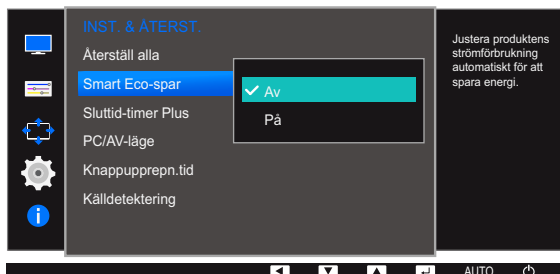 INST. & ÅTERST.
Återställ alla
Smart Eco-spar
Av
På
Sluttid-timer Plus
PC/AV-läge
Knappupprepn.tid
Källdetektering
Justera produktens
strömförbrukning
automatiskt för att
spara energi.
AUTO